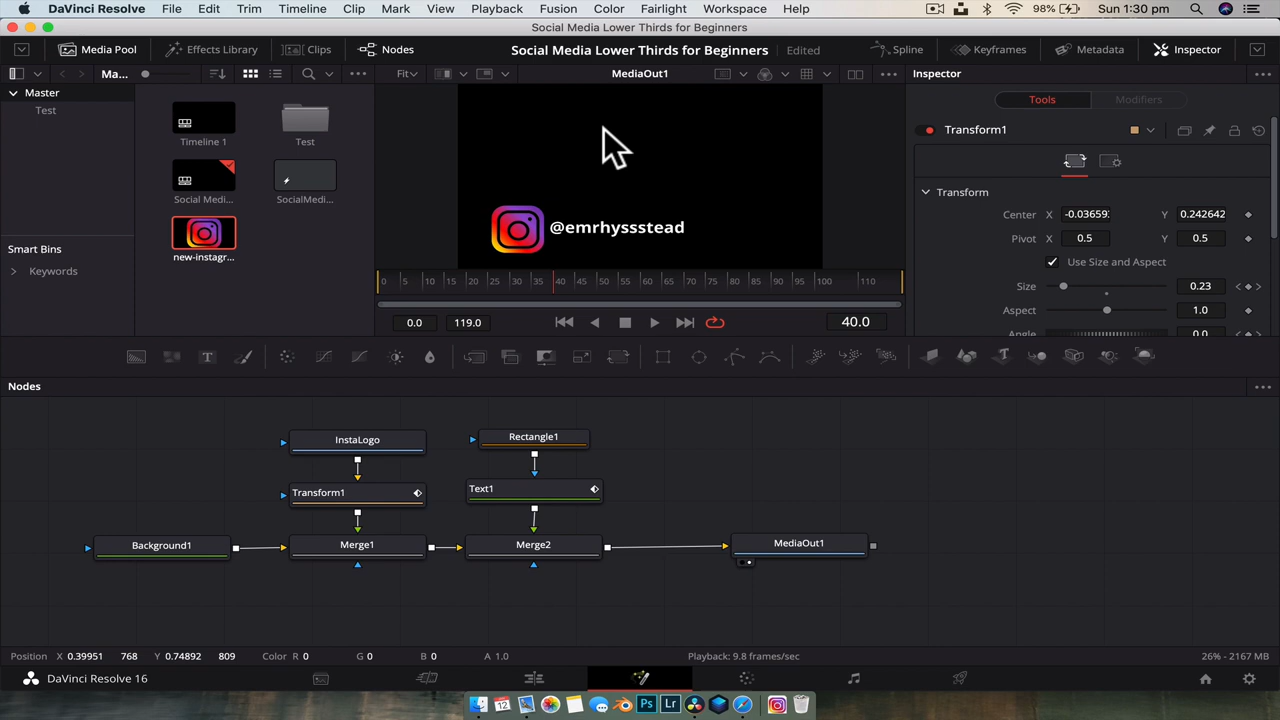 DaVinci Resolve File Edit Trim Timeline Clip Mark View Playback Fusion Color Fairlight Workspace Help 98% Sun 1:30 pm
Social Media Lower Thirds for Beginners
Media Pool Effects Library Clips Nodes Social Media Lower Thirds for Beginners Edited Spline Keyframes Metadata Inspector
Ma... Fit MediaOut1 Inspector
Master
Test
Timeline 1
Test
Social Medi...
SocialMedi...
new-instagr...
Smart Bins
Keywords
@emrhyssstead
0 5 10 15 20 25 30 35 40 45 50 55 60 65 70 75 80 85 90 95 100 110
0.0 119.0 40.0
Tools Modifiers
Transform1
Transform
Center X -0.03659 Y 0.242642
Pivot X 0.5 Y 0.5
Use Size and Aspect
Size 0.23
Aspect 1.0
Angle 0.0
T
T
Nodes
InstaLogo
Rectangle1
Transform1
Text1
Background1
Merge1
Merge2
MediaOut1
Position X 0.39951 768 Y 0.74892 809 Color R 0 G 0 B 0 A 1.0 Playback: 9.8 frames/sec 26% - 2167 MB
DaVinci Resolve 16
12 Ps Lr